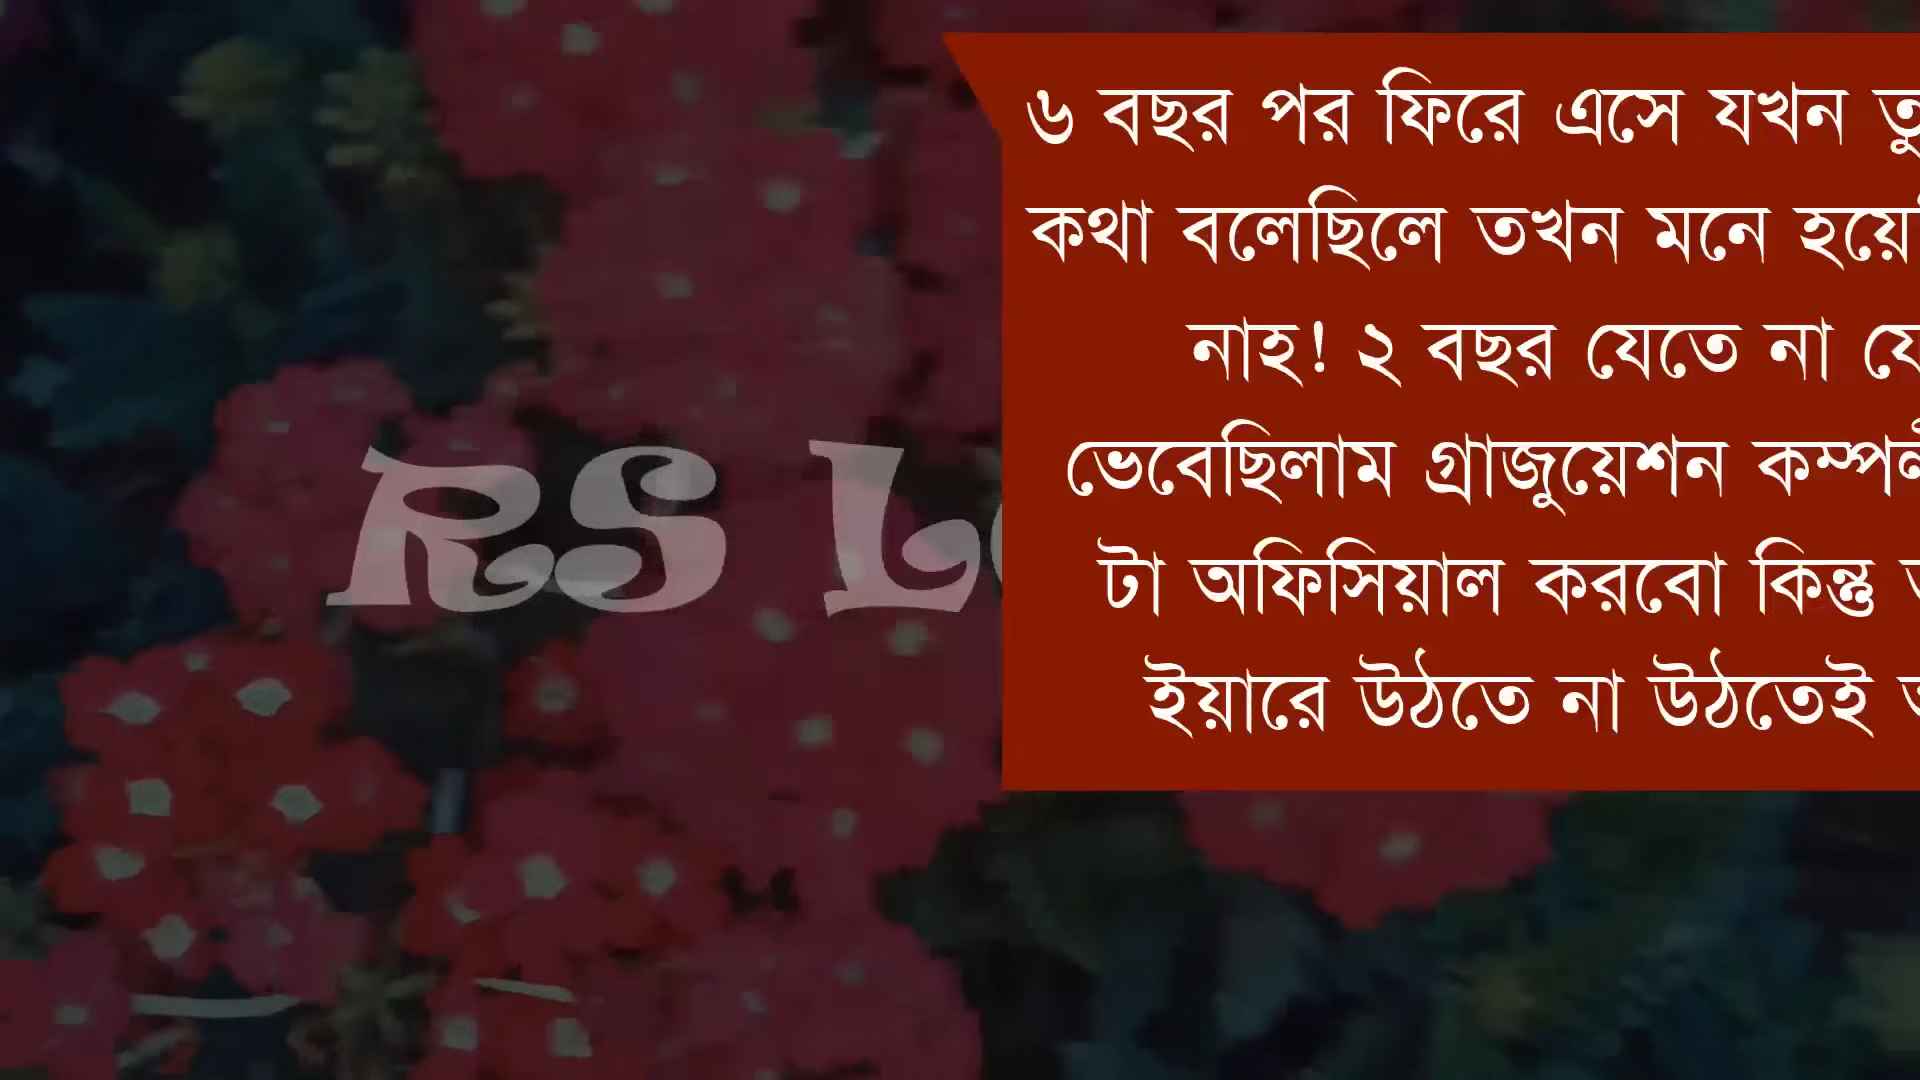 ৬ বছর পর ফিরে এসে যখন
কথা বলেছিলে তখন মনে
নাহ! ২ বছর যেতে না
ভেবেছিলাম গ্রাজুয়েশন
টা অফিসিয়াল করবো কিন্তু
ইয়ারে উঠতে না উঠতেই
RS